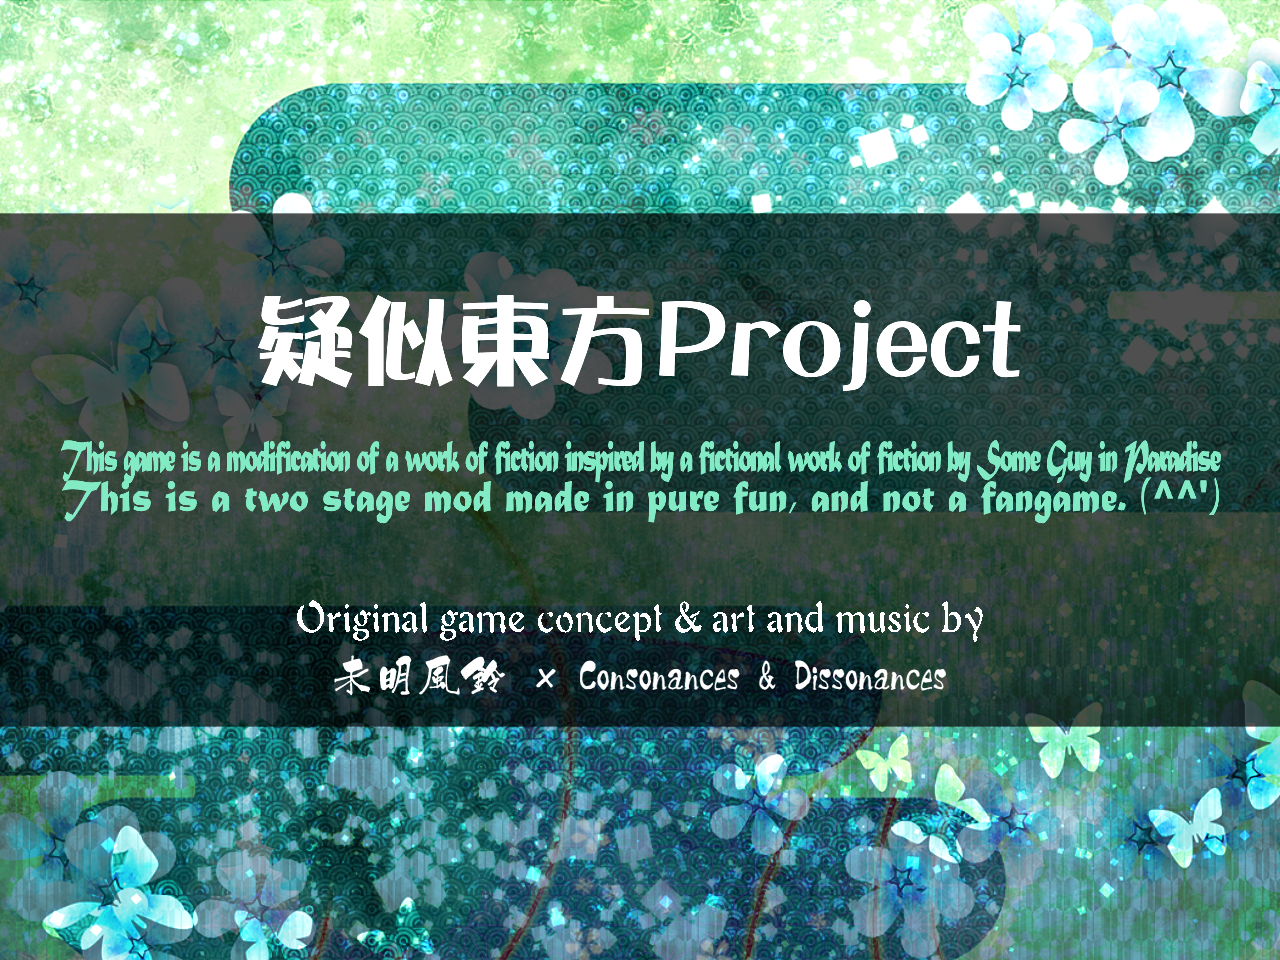 疑似東方Project
This game is a modification of a work of fiction inspired by a fictional work of fiction by Some Guy in Paradise
This is a two stage mod made in pure fun, and not a fangame. (^^')
Original game concept & art and music by
未明風鈴 × Consonances & Dissonances